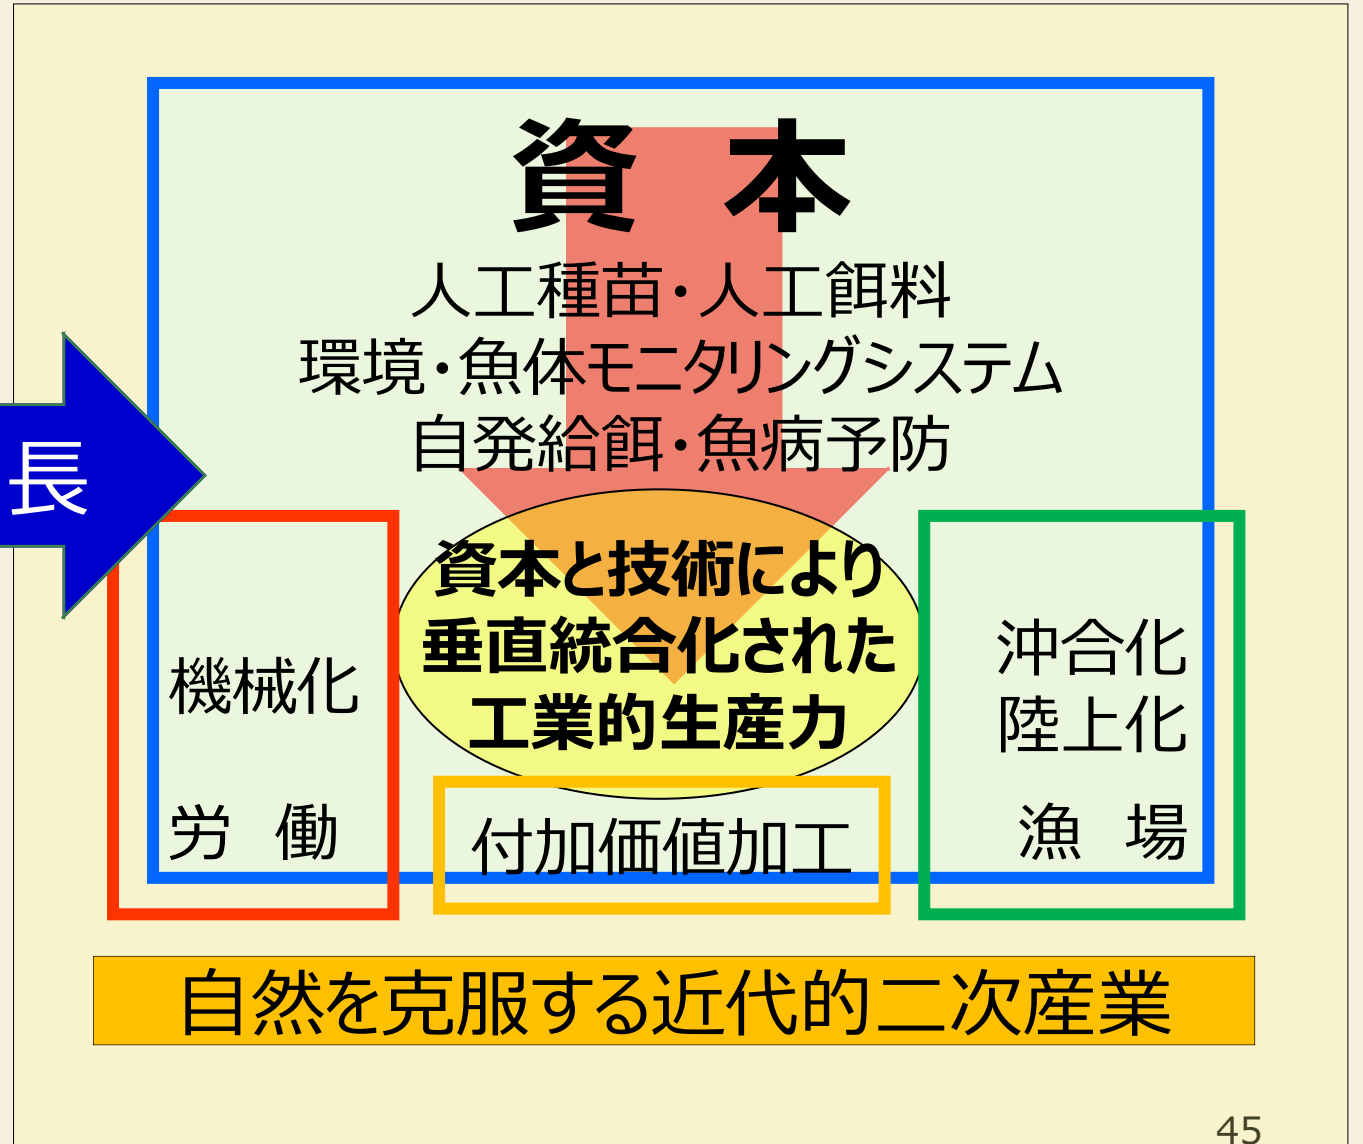 資 本
人工種苗・人工餌料
環境・魚体モニタリングシステム
自発給餌・魚病予防
長
資本と技術により
垂直統合化された
工業的生産力
機械化
労 働
沖合化
陸上化
漁 場
付加価値加工
自然を克服する近代的二次産業
45